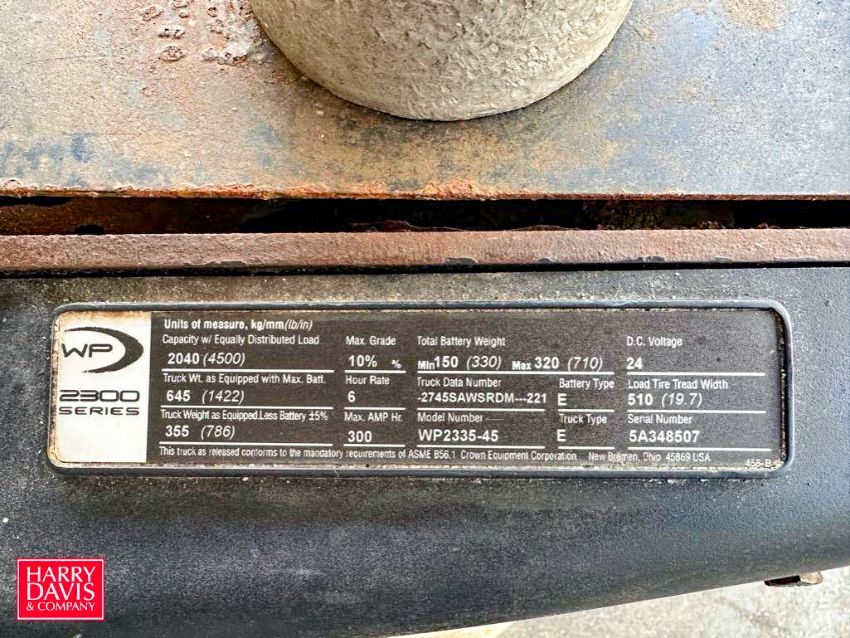 WP
2300
SERIES
Units of measure, kg/mm(lb/in)
Capacity w/ Equally Distributed Load Max. Grade Total Battery Weight D.C. Voltage
2040 (4500) 10% % Min150 (330) Max 320 (710) 24
Truck Wt. as Equipped with Max. Batt. Hour Rate Truck Data Number Battery Type Load Tire Tread Width
645 (1422) 6 -2745SAWSRDM---221 E 510 (19.7)
Truck Weight as Equipped,Less Battery ±5% Max. AMP Hr. Model Number Truck Type Serial Number
355 (786) 300 WP2335-45 E 5A348507
This truck as released conforms to the mandatory requirements of ASME B56.1 Crown Equipment Corporation, New Bremen, Ohio 45869 USA 458-B
HARRY
DAVIS
& COMPANY